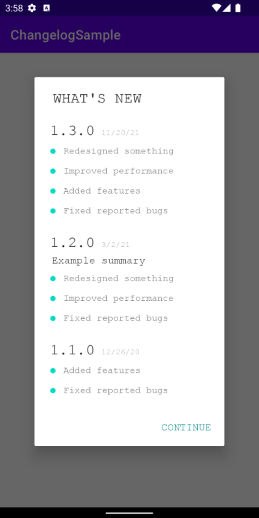 3:58
ChangelogSample
WHAT'S NEW
1.3.0 11/20/21
Redesigned something
Improved performance
Added features
Fixed reported bugs
1.2.0 3/2/21
Example summary
Redesigned something
Improved performance
Fixed reported bugs
1.1.0 12/26/20
Added features
Fixed reported bugs
CONTINUE